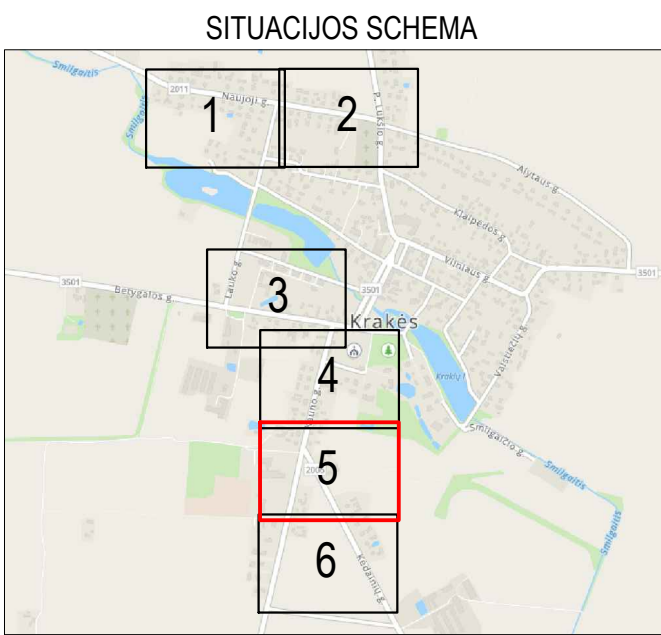 SITUACIJOS SCHEMA
Smilgaitis
2011
Naujoji g.
1
2
P. Lukšio g.
Smilgaitis
Alytaus g.
Klaipėdos g.
Vilniaus g.
3501
3501
Betygalos g.
Lauko g.
3
3501
Krakės
Valstiečių g.
4
Krakių I
Kauno g.
Smilgaičio g.
5
Smilgaitis
Smilgaitis
6
Kėdainių g.